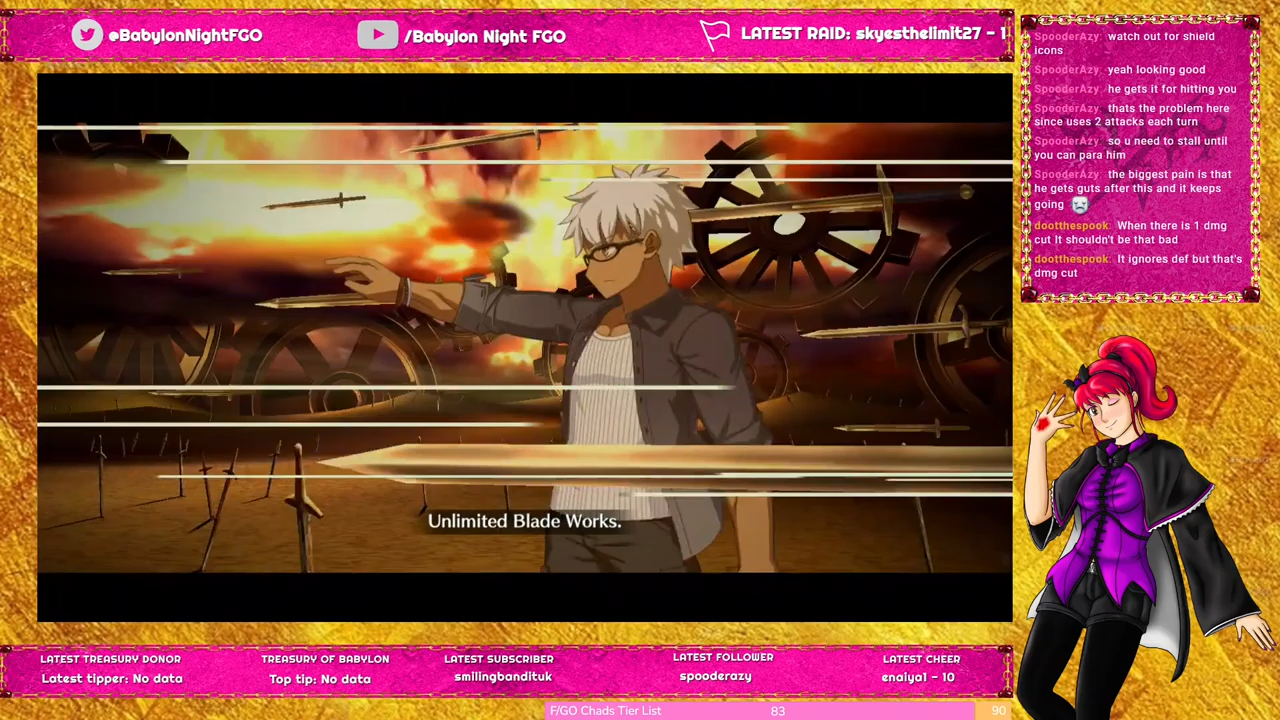 @BabylonNightFGO
/Babylon Night FGO
LATEST RAID: skyesthelimit27 - 1
SpooderAzy: watch out for shield
icons
SpooderAzy: yeah looking good
SpooderAzy: he gets it for hitting you
SpooderAzy: thats the problem here
since uses 2 attacks each turn
SpooderAzy: so u need to stall until
you can para him
SpooderAzy: the biggest pain is that
he gets guts after this and it keeps
going
dootthespook: When there is 1 dmg
cut It shouldn't be that bad
dootthespook: It ignores def but that's
dmg cut
Unlimited Blade Works.
LATEST TREASURY DONOR
Latest tipper: No data
TREASURY OF BABYLON
Top tip: No data
LATEST SUBSCRIBER
smilingbandituk
LATEST FOLLOWER
spooderazy
LATEST CHEER
enaiya1 - 10
F/GO Chads Tier List 83 90